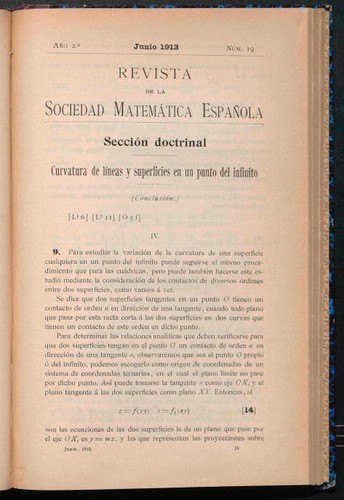 Año 2.º Junio 1913 Núm. 19
REVISTA
DE LA
SOCIEDAD MATEMÁTICA ESPAÑOLA
Sección doctrinal
Curvatura de líneas y superficies en un punto del infinito
(Conclusión.)
[L¹ 6] [L² 11] [O 5 f]
IV.
9. Para estudiar la variación de la curvatura de una superficie
cualquiera en un punto del infinito puede seguirse el mismo proce-
dimiento que para las cuádricas, pero puede también hacerse este es-
tudio mediante la consideración de los contactos de diversos órdenes
entre dos superficies, como vamos á ver.
Se dice que dos superficies tangentes en un punto O tienen un
contacto de orden n en dirección de una tangente, cuando todo plano
que pasa por esta recta corta á las dos superficies en dos curvas que
tienen un contacto de este orden en dicho punto.
Para determinar las relaciones analíticas que deben verificarse para
que dos superficies tengan en el punto O un contacto de orden n en
dirección de una tangente o, observaremos que sea el punto O propio
ó del infinito, podemos escogerlo como origen de coordenadas de un
sistema de coordenadas ternarias, en el cual el plano límite no pase
por dicho punto. Así puede tomarse la tangente o como eje OX, y el
plano tangente á las dos superficies como plano XY. Entonces, si
z = f(xy) z = f₁(xy) [14]
son las ecuaciones de las dos superficies la de un plano que pase por
el eje OX, es y = mz, y las que representan las proyecciones sobre
Junio, 1913. 19